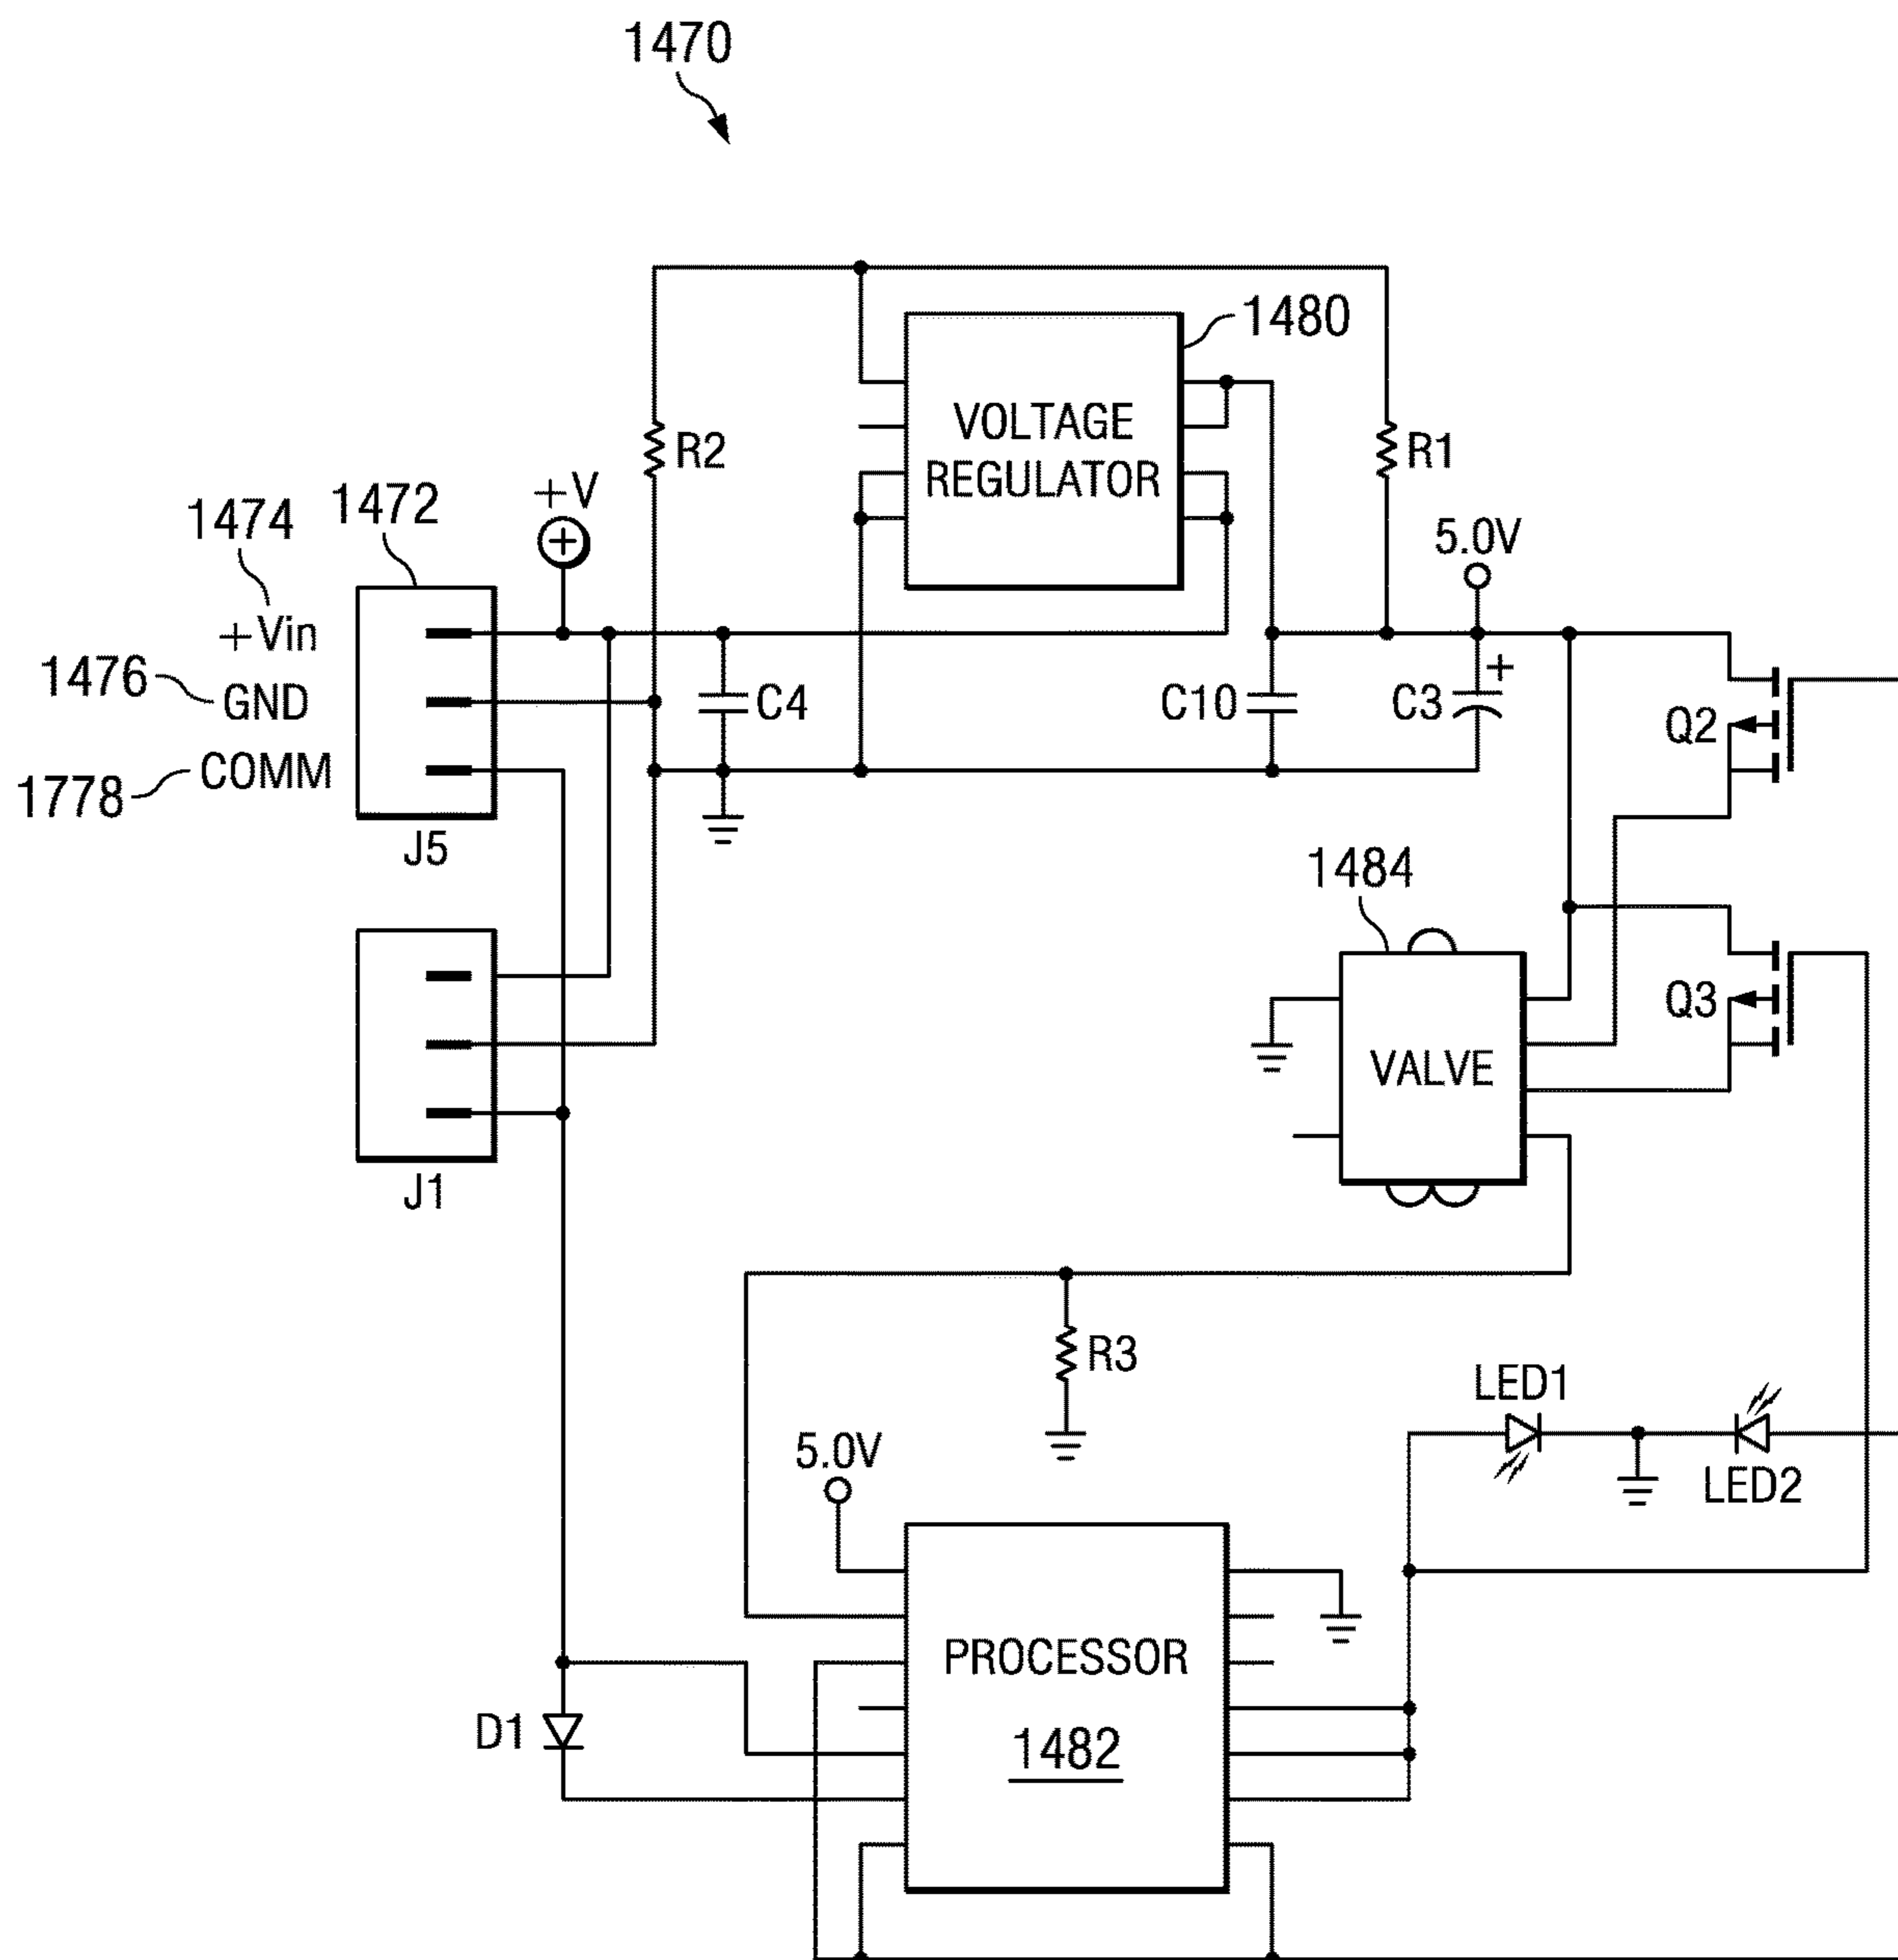 1470
1480
VOLTAGE
REGULATOR
R2
R1
+V
1474
1472
5.0V
+Vin
1476
GND
C4
C10
+
C3
Q2
1778
COMM
J5
1484
Q3
VALVE
J1
R3
LED1
5.0V
LED2
PROCESSOR
D1
1482